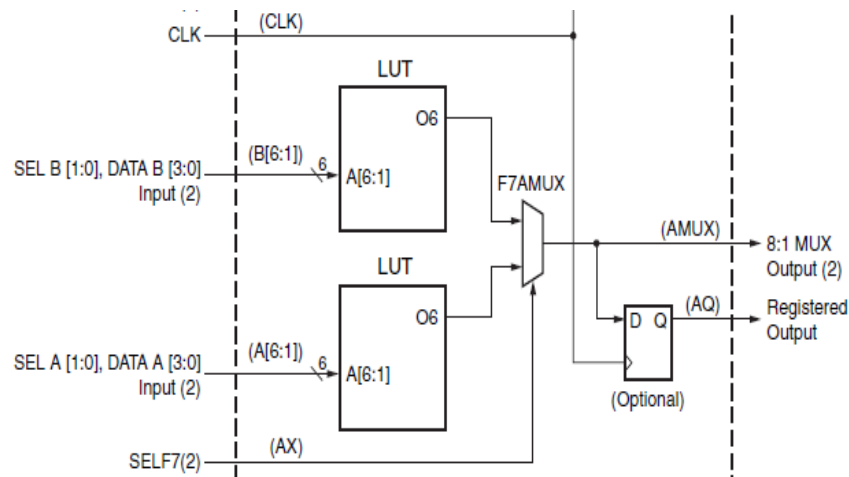 CLK
(CLK)
LUT
O6
(B[6:1])
6
A[6:1]
SEL B [1:0], DATA B [3:0]
Input (2)
F7AMUX
(AMUX)
8:1 MUX
Output (2)
LUT
O6
(A[6:1])
6
A[6:1]
SEL A [1:0], DATA A [3:0]
Input (2)
D Q
(AQ)
Registered
Output
(Optional)
(AX)
SELF7(2)